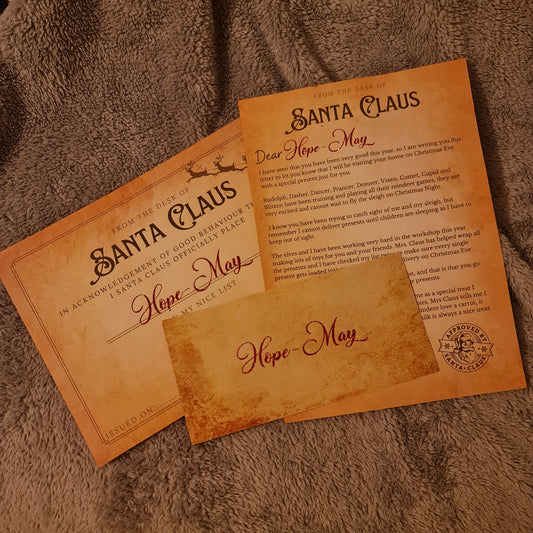 FROM THE DESK OF
SANTA CLAUS
IN ACKNOWLEDGEMENT OF GOOD BEHAVIOUR
I SANTA CLAUS OFFICIALLY PLACE
Hope-May
MY NICE LIST
ISSUED ON
FROM THE DESK OF
SANTA CLAUS
Dear Hope-May
I have seen that you have been very good this year, so I am writing you this
letter to let you know that I will be visiting your home on Christmas Eve
with a special present just for you.
Rudolph, Dasher, Dancer, Prancer, Donner, Vixen, Comet, Cupid and
Blitzen have been training and playing all their reindeer games, they are
very excited and cannot wait to fly the sleigh on Christmas Night.
I know you have been trying to catch sight of me and my sleigh, but
remember I cannot deliver presents until children are sleeping as I have to
keep out of sight.
The elves and I have been working very hard in the workshop this year,
making lots of toys for you and your friends. Mrs. Claus has helped wrap all
the presents and I have checked my list to make sure every single
present gets loaded delivery on Christmas Eve.
and that is that you go
presents.
me as a special treat I
Mrs Claus tells me I
reindeer love a carrot, it
milk is always a nice treat,
APPROVED BY
SANTA CLAUS
Hope-May